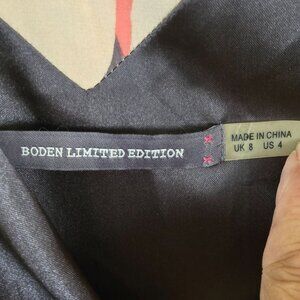 BODEN LIMITED EDITION
MADE IN CHINA
UK 8 US 4